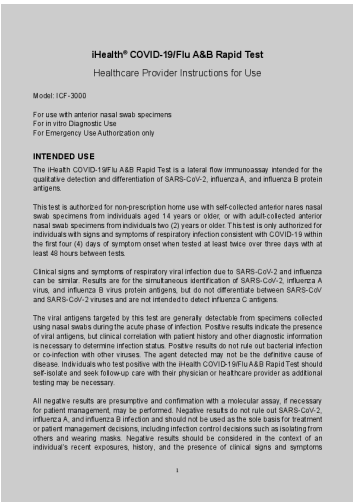 iHealth® COVID-19/Flu A&B Rapid Test
Healthcare Provider Instructions for Use
Model: ICF-3000
For use with anterior nasal swab specimens
For in vitro Diagnostic Use
For Emergency Use Authorization only
INTENDED USE
The iHealth COVID-19/Flu A&B Rapid Test is a lateral flow immunoassay intended for the
qualitative detection and differentiation of SARS-CoV-2, influenza A, and influenza B protein
antigens.
This test is authorized for non-prescription home use with self-collected anterior nares nasal
swab specimens from individuals aged 14 years or older, or with adult-collected anterior
nasal swab specimens from individuals two (2) years or older. This test is only authorized for
individuals with signs and symptoms of respiratory infection consistent with COVID-19 within
the first four (4) days of symptom onset when tested at least twice over three days with at
least 48 hours between tests.
Clinical signs and symptoms of respiratory viral infection due to SARS-CoV-2 and influenza
can be similar. Results are for the simultaneous identification of SARS-CoV-2, influenza A
virus, and influenza B virus protein antigens, but do not differentiate between SARS-CoV
and SARS-CoV-2 viruses and are not intended to detect influenza C antigens.
The viral antigens targeted by this test are generally detectable from specimens collected
using nasal swabs during the acute phase of infection. Positive results indicate the presence
of viral antigens, but clinical correlation with patient history and other diagnostic information
is necessary to determine infection status. Positive results do not rule out bacterial infection
or co-infection with other viruses. The agent detected may not be the definitive cause of
disease. Individuals who test positive with the iHealth COVID-19/Flu A&B Rapid Test should
self-isolate and seek follow-up care with their physician or healthcare provider as additional
testing may be necessary.
All negative results are presumptive and confirmation with a molecular assay, if necessary
for patient management, may be performed. Negative results do not rule out SARS-CoV-2,
influenza A, and influenza B infection and should not be used as the sole basis for treatment
or patient management decisions, including infection control decisions such as isolating from
others and wearing masks. Negative results should be considered in the context of an
individual's recent exposures, history, and the presence of clinical signs and symptoms
1